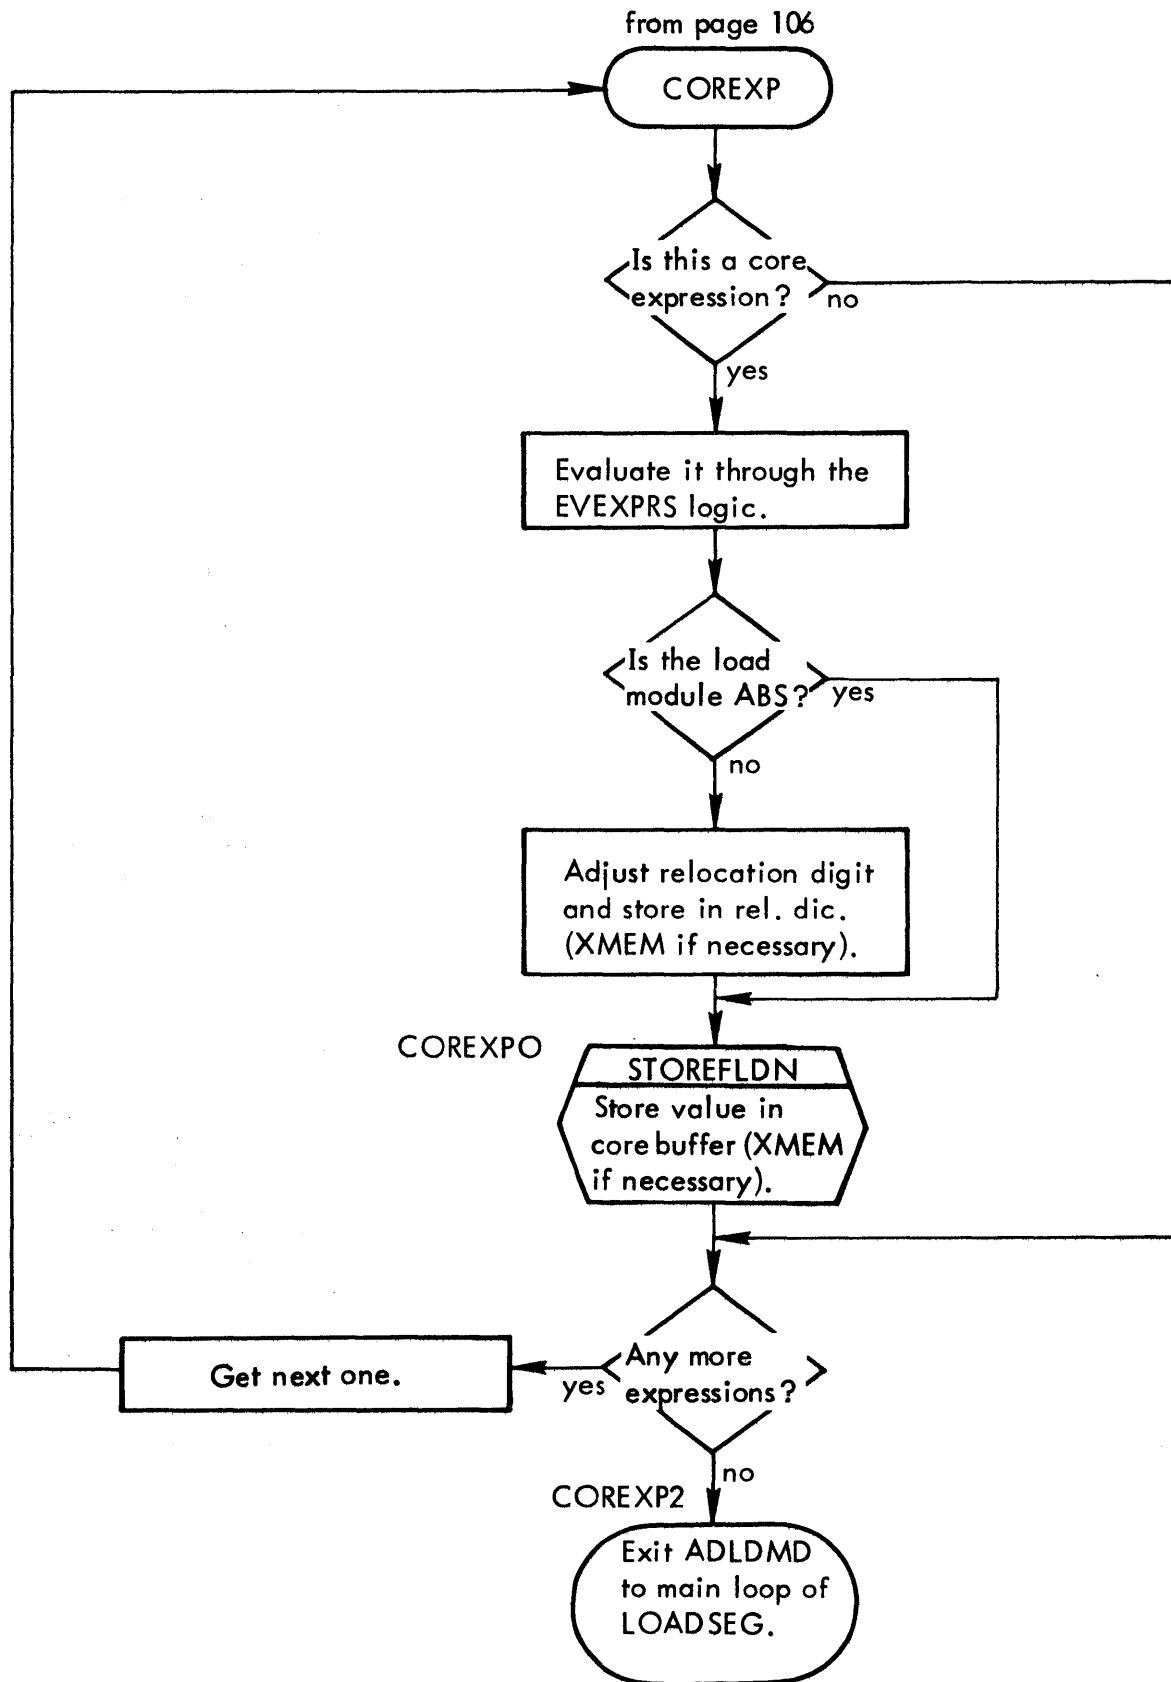 from page 106
COREXP
Is this a core
expression?
no
yes
Evaluate it through the
EVEXPRS logic.
Is the load
module ABS?
yes
no
Adjust relocation digit
and store in rel. dic.
(XMEM if necessary).
COREXPO
STOREFLDN
Store value in
core buffer (XMEM
if necessary).
Any more
expressions?
yes
Get next one.
no
COREXP2
Exit ADLDMD
to main loop of
LOADSEG.